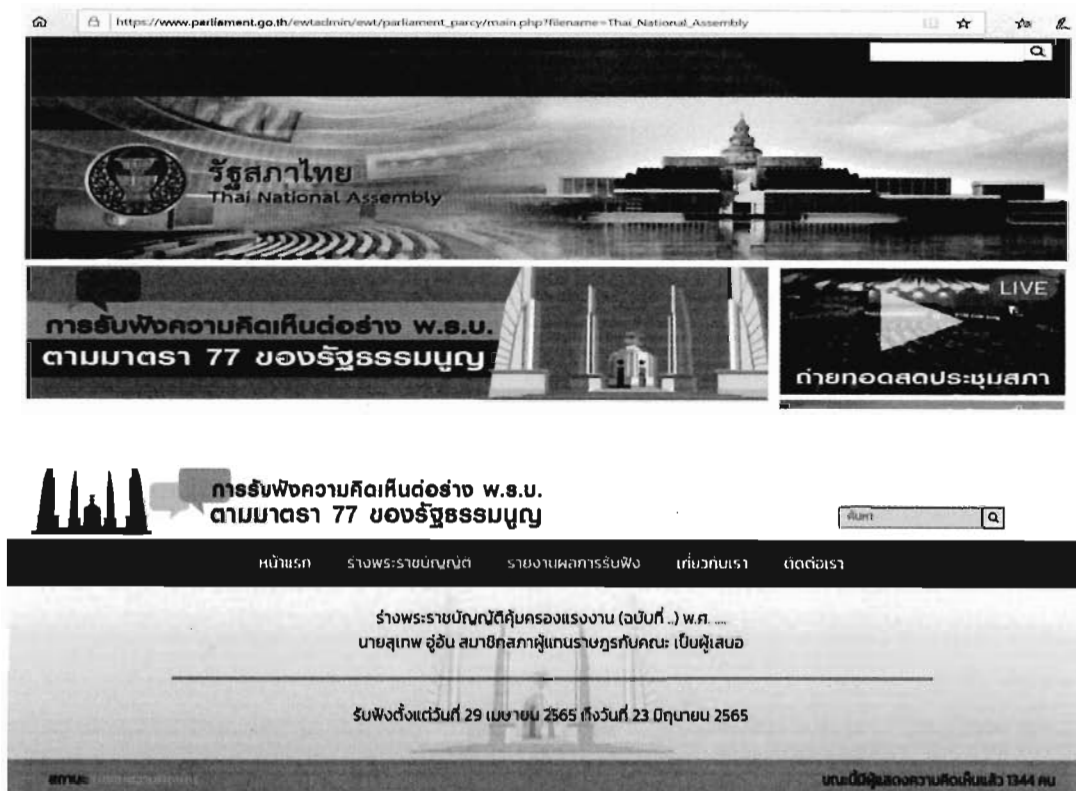 https://www.parliament.go.th/ewtadmin/ewt/parliament_parcy/main.php?filename=Thai_National_Assembly
รัฐสภาไทย
Thai National Assembly
LIVE
การรับฟังความคิดเห็นต่อร่าง พ.ร.บ.
ตามมาตรา 77 ของรัฐธรรมนูญ
ถ่ายทอดสดประชุมสภา
การรับฟังความคิดเห็นต่อร่าง พ.ร.บ.
ตามมาตรา 77 ของรัฐธรรมนูญ
ค้นหา
หน้าแรก ร่างพระราชบัญญัติ รายงานผลการรับฟัง เกี่ยวกับเรา ติดต่อเรา
ร่างพระราชบัญญัติคุ้มครองแรงงาน (ฉบับที่ ..) พ.ศ. ....
นายสุเทพ อู่อ้น สมาชิกสภาผู้แทนราษฎรกับคณะ เป็นผู้เสนอ
รับฟังตั้งแต่วันที่ 29 เมษายน 2565 ถึงวันที่ 23 มิถุนายน 2565
สถานะ
ขณะนี้มีผู้แสดงความคิดเห็นแล้ว 1344 คน